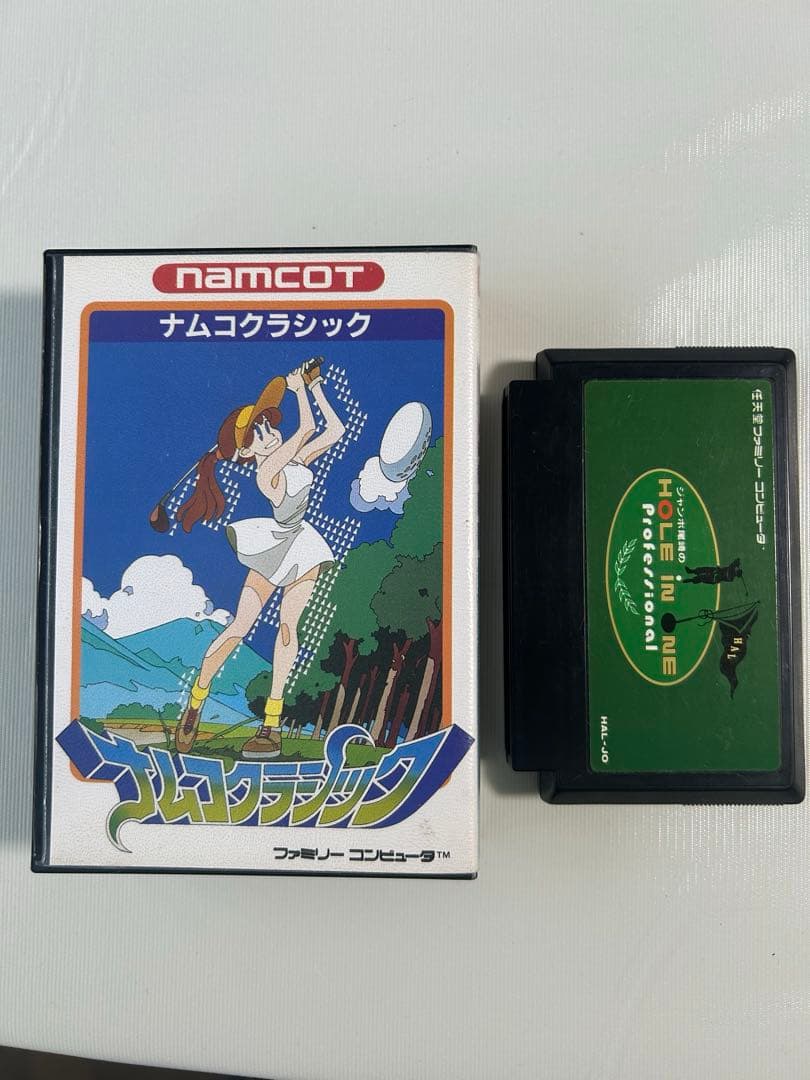 namcot
ナムコクラシック
ナムコクラシック
ファミリー コンピュータ™
任天堂ファミリー コンピュータ™
ジャンボ尾崎の
HOLE iN ONE
Professional
HAL
HAL-JO